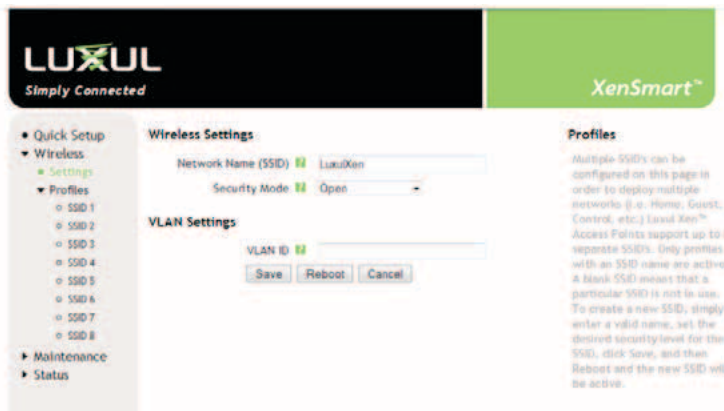 LUXUL
Simply Connected
XenSmart™
Quick Setup
Wireless
Settings
Profiles
SSID 1
SSID 2
SSID 3
SSID 4
SSID 5
SSID 6
SSID 7
SSID 8
Maintenance
Status
Wireless Settings
Network Name (SSID) ? LuxulXen
Security Mode ? Open
VLAN Settings
VLAN ID ?
Save Reboot Cancel
Profiles
Multiple SSID's can be
configured on this page in
order to deploy multiple
networks (i.e. Home, Guest,
Control, etc.) Luxul Xen™
Access Points support up to
separate SSID's. Only profiles
with an SSID name are active
A blank SSID means that a
particular SSID is not in use.
To create a new SSID, simply
enter a valid name, set the
desired security level for the
SSID, click Save, and then
Reboot and the new SSID wil
be active.